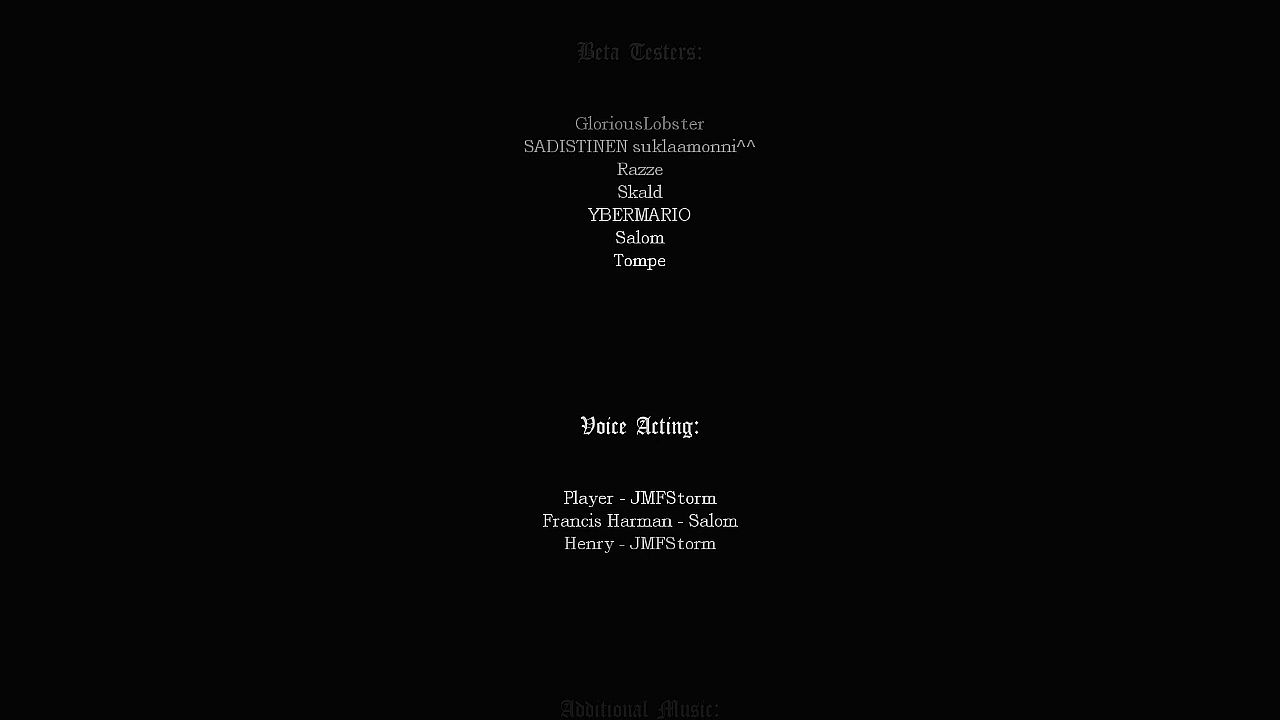 Beta Testers:
GloriousLobster
SADISTINEN suklaamonni^^
Razze
Skald
YBERMARIO
Salom
Tompe
Voice Acting:
Player - JMFStorm
Francis Harman - Salom
Henry - JMFStorm
Additional Music: